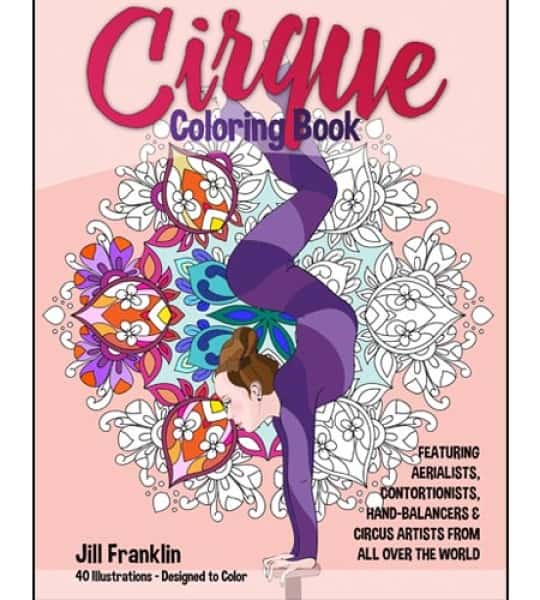 Cirque
Coloring Book
FEATURING
AERIALISTS,
CONTORTIONISTS,
HAND-BALANCERS &
CIRCUS ARTISTS FROM
ALL OVER THE WORLD
Jill Franklin
40 Illustrations - Designed to Color